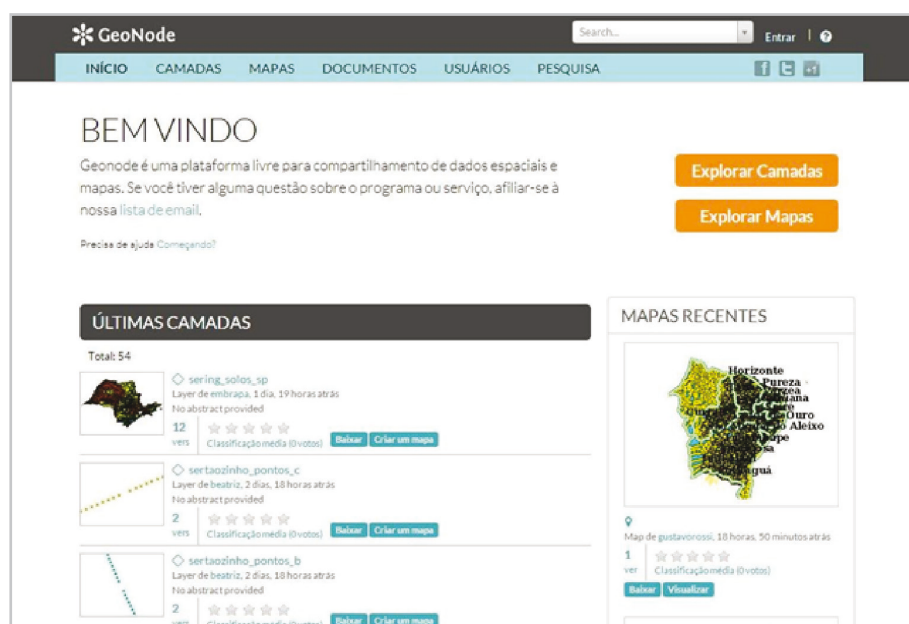 GeoNode
Search...
Entrar | ?
INÍCIO CAMADAS MAPAS DOCUMENTOS USUÁRIOS PESQUISA
BEM VINDO
Geonode é uma plataforma livre para compartilhamento de dados espaciais e
mapas. Se você tiver alguma questão sobre o programa ou serviço, afiliar-se à
nossa lista de email.
Precisa de ajuda Começando?
Explorar Camadas
Explorar Mapas
ÚLTIMAS CAMADAS
Total: 54
sering_solos_sp
Layer de embrapa, 1 dia, 19 horas atrás
No abstract provided
12
vers
Classificação média (0 votos) Baixar Criar um mapa
sertaozinho_pontos_c
Layer de beatriz, 2 dias, 18 horas atrás
No abstract provided
2
vers
Classificação média (0 votos) Baixar Criar um mapa
sertaozinho_pontos_b
Layer de beatriz, 2 dias, 18 horas atrás
No abstract provided
2
vers
Classificação média (0 votos) Baixar Criar um mapa
MAPAS RECENTES
Horizonte
Pureza
Ouro
do Aleixo
Map de gustavorossi, 18 horas, 50 minutos atrás
1
ver
Classificação média (0 votos)
Baixar Visualizar